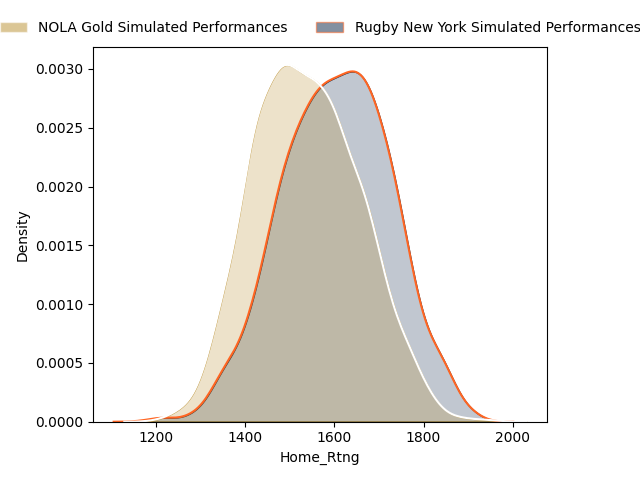 NOLA Gold Simulated Performances
Rugby New York Simulated Performances
0.0030
0.0025
0.0020
0.0015
0.0010
0.0005
0.0000
Density
1200 1400 1600 1800 2000
Home_Rtng